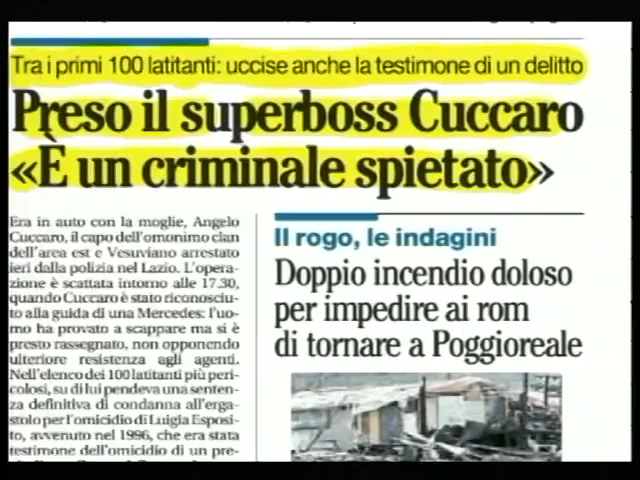 Tra i primi 100 latitanti: uccise anche la testimone di un delitto
Preso il superboss Cuccaro
«È un criminale spietato»
Era in auto con la moglie, Angelo
Cuccaro, il capo dell'omonimo clan
dell'area est e Vesuviano arrestato
ieri dalla polizia nel Lazio. L'opera-
zione è scattata intorno alle 17.30,
quando Cuccaro è stato riconosciu-
to alla guida di una Mercedes: l'uo-
mo ha provato a scappare ma si è
presto rassegnato, non opponendo
ulteriore resistenza agli agenti.
Nell'elenco dei 100 latitanti più peri-
colosi, su di lui pendeva una senten-
za definitiva di condanna all'erga-
stolo per l'omicidio di Luigia Esposi-
to, avvenuto nel 1996, che era stata
testimone dell'omicidio di un pre-
Il rogo, le indagini
Doppio incendio doloso
per impedire ai rom
di tornare a Poggioreale